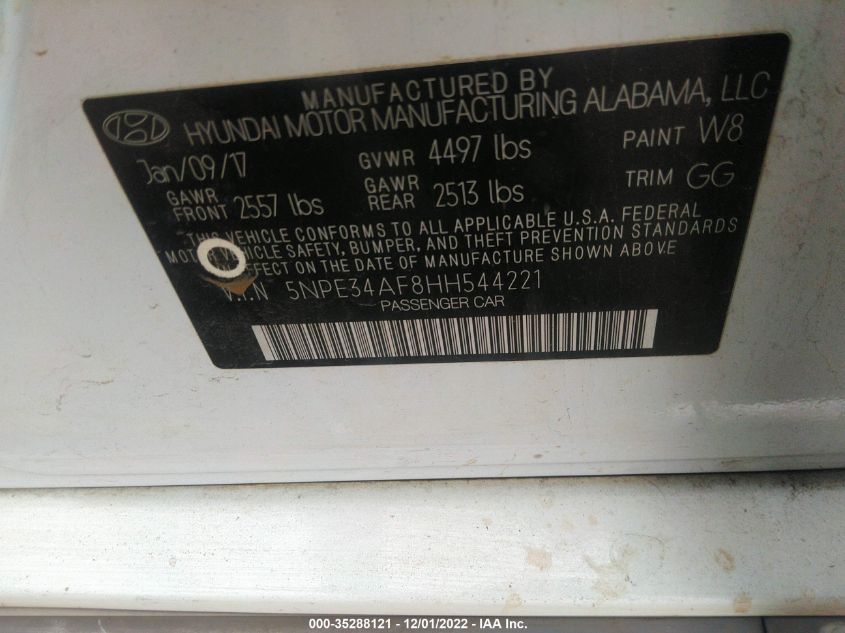 MANUFACTURED BY
HYUNDAI MOTOR MANUFACTURING ALABAMA, LLC
Jan/09/17 GVWR 4497 lbs PAINT W8
GAWR FRONT 2557 lbs GAWR REAR 2513 lbs TRIM GG
THIS VEHICLE CONFORMS TO ALL APPLICABLE U.S.A. FEDERAL
MOTOR VEHICLE SAFETY, BUMPER, AND THEFT PREVENTION STANDARDS
EFFECT ON THE DATE OF MANUFACTURE SHOWN ABOVE
V.I.N 5NPE34AF8HH544221
PASSENGER CAR
000-35288121 - 12/01/2022 - IAA Inc.